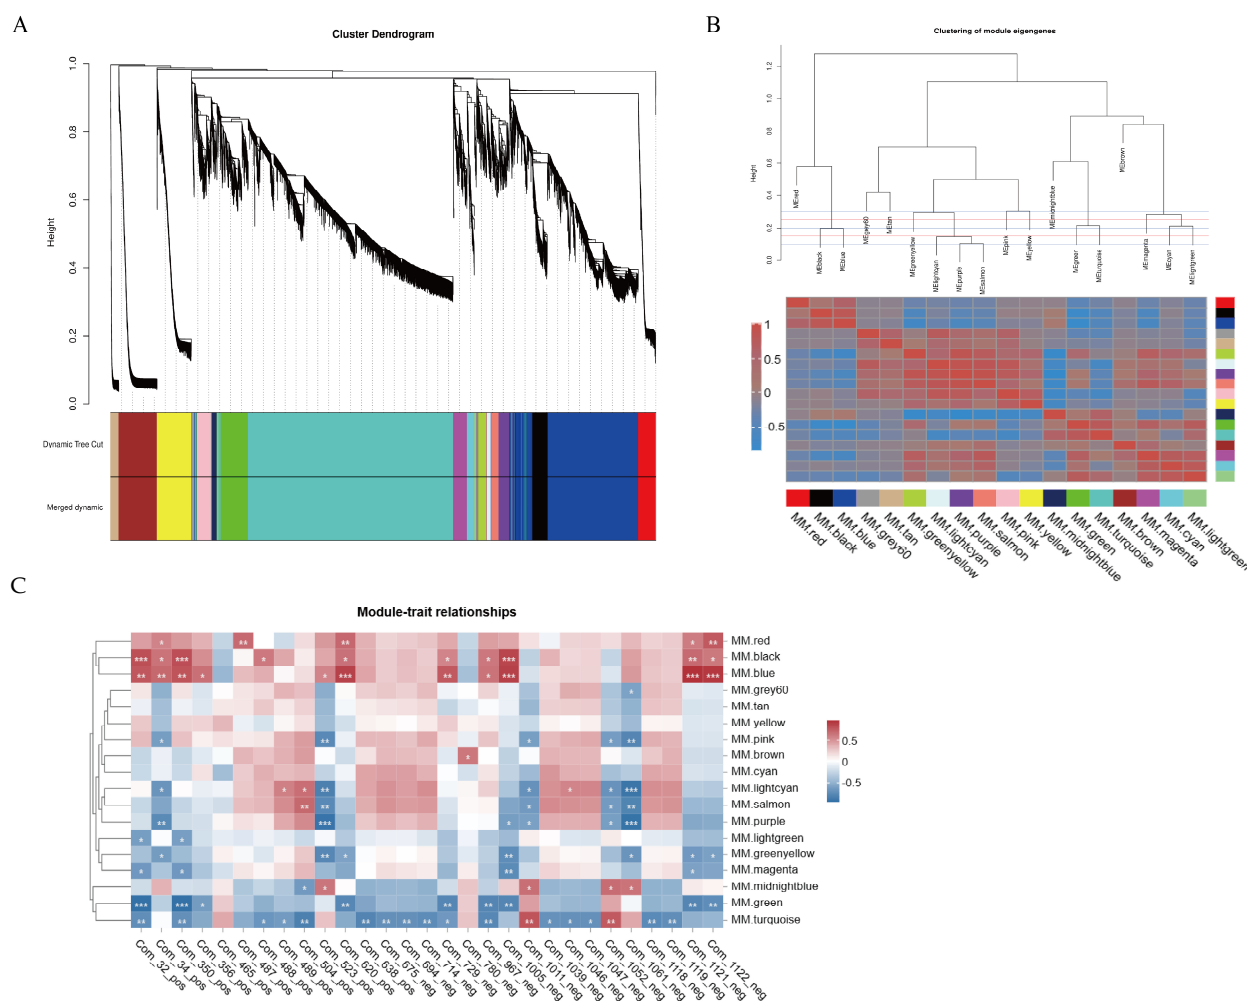 A
Cluster Dendrogram
Height
1.0
0.8
0.6
0.4
0.2
0.0
Dynamic Tree Cut
Merged dynamic
B
Clustering of module eigengenes
Height
1.2
1.0
0.8
0.6
0.4
0.2
0.0
MEred
MEblack
MEblue
MEgrey60
MEtan
MEgreenyellow
MElightcyan
MEpurple
MEsalmon
MEpink
MEyellow
MEmidnightblue
MEgreen
MEturquoise
MEbrown
MEmagenta
MEcyan
MElightgreen
1
0.5
0
0.5
MM.red
MM.black
MM.blue
MM.grey60
MM.tan
MM.greenyellow
MM.lightcyan
MM.purple
MM.salmon
MM.pink
MM.yellow
MM.midnightblue
MM.green
MM.turquoise
MM.brown
MM.magenta
MM.cyan
MM.lightgreen
C
Module-trait relationships
MM.red
MM.black
MM.blue
MM.grey60
MM.tan
MM.yellow
MM.pink
MM.brown
MM.cyan
MM.lightcyan
MM.salmon
MM.purple
MM.lightgreen
MM.greenyellow
MM.magenta
MM.midnightblue
MM.green
MM.turquoise
0.5
0
-0.5
Com_32_pos
Com_34_pos
Com_350_pos
Com_356_pos
Com_465_pos
Com_487_pos
Com_488_pos
Com_489_pos
Com_504_pos
Com_523_pos
Com_620_pos
Com_638_pos
Com_675_neg
Com_694_neg
Com_714_neg
Com_729_neg
Com_780_neg
Com_967_neg
Com_1005_neg
Com_1011_neg
Com_1039_neg
Com_1046_neg
Com_1047_neg
Com_1052_neg
Com_1061_neg
Com_1118_neg
Com_1119_neg
Com_1121_neg
Com_1122_neg